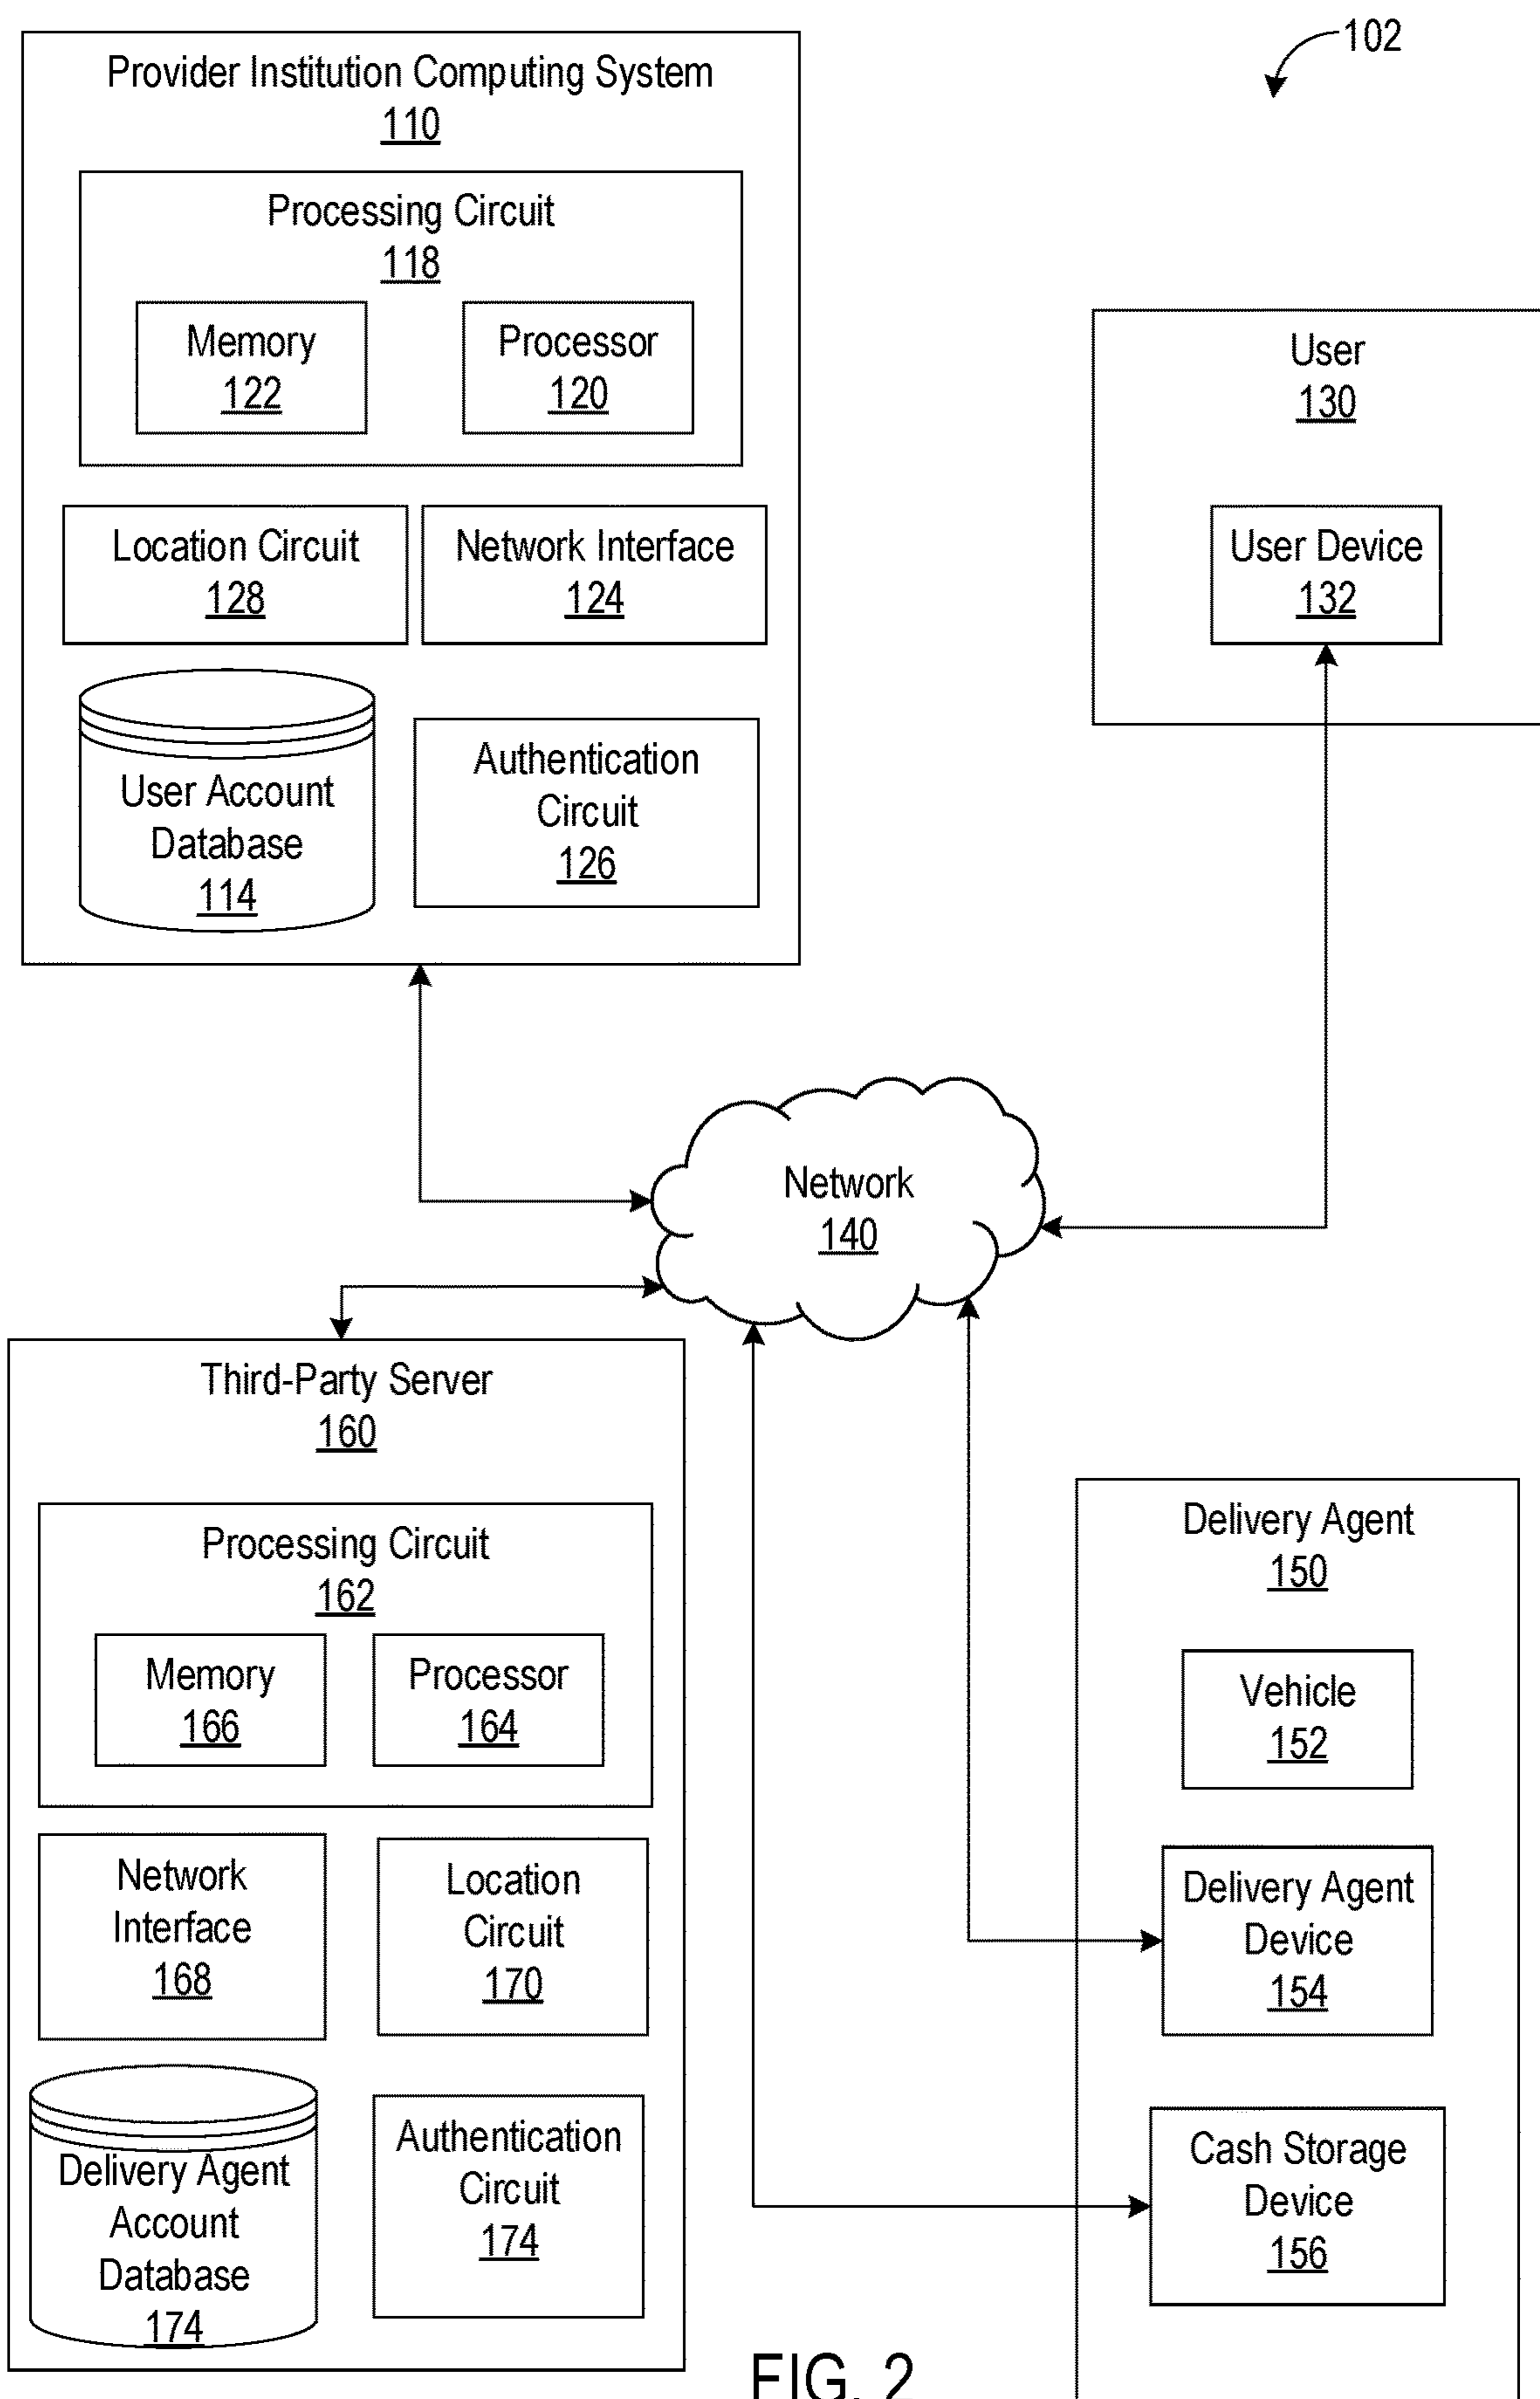 102
Provider Institution Computing System
110
Processing Circuit
118
Memory
122
Processor
120
Location Circuit
128
Network Interface
124
User Account
Database
114
Authentication
Circuit
126
User
130
User Device
132
Network
140
Third-Party Server
160
Processing Circuit
162
Memory
166
Processor
164
Network
Interface
168
Location
Circuit
170
Delivery Agent
Account
Database
174
Authentication
Circuit
174
Delivery Agent
150
Vehicle
152
Delivery Agent
Device
154
Cash Storage
Device
156
FIG. 2